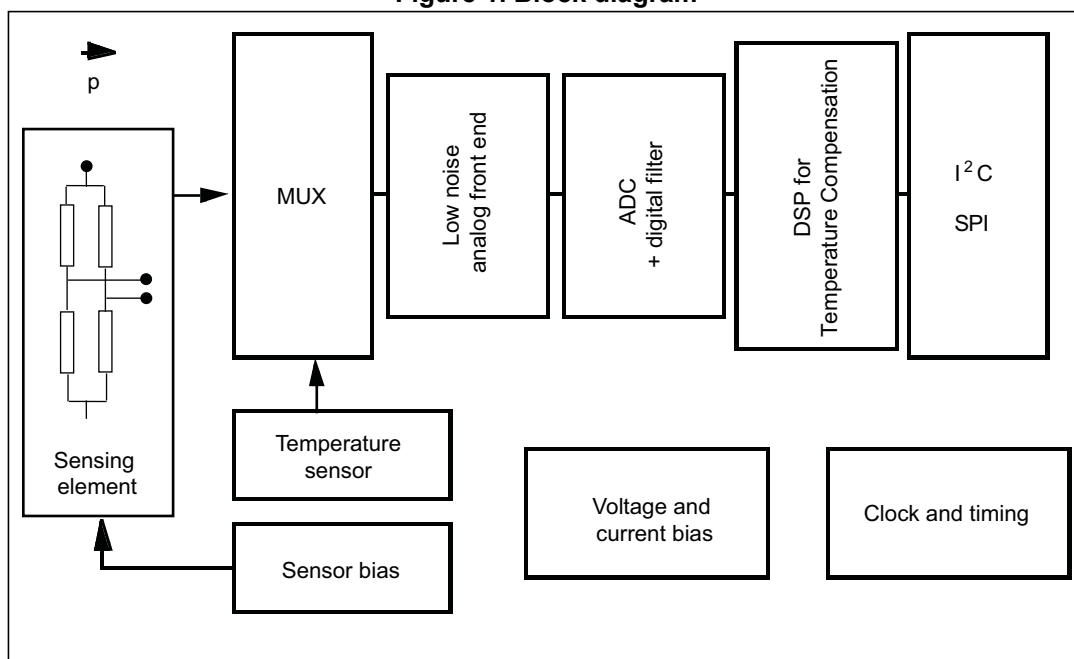 Figure 1. Block diagram
p
Sensing
element
MUX
Low noise
analog front end
ADC
+ digital filter
DSP for
Temperature Compensation
I²C
SPI
Temperature
sensor
Sensor bias
Voltage and
current bias
Clock and timing